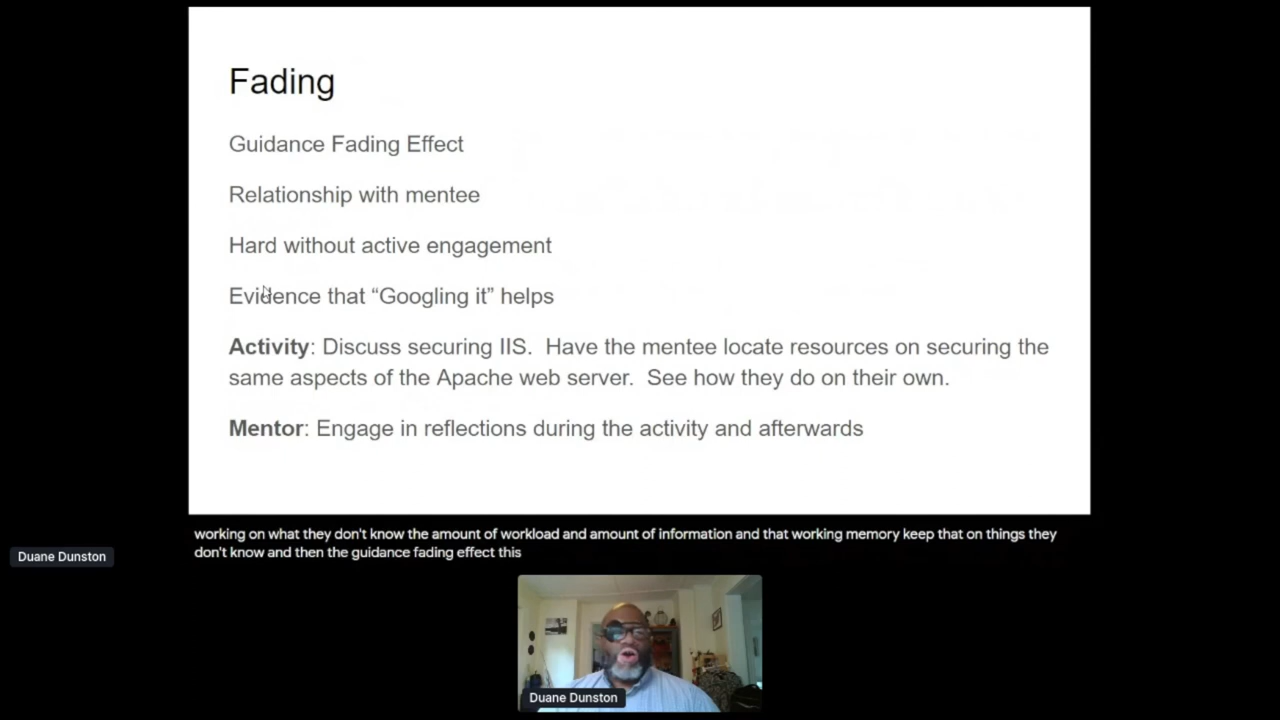 Fading
Guidance Fading Effect
Relationship with mentee
Hard without active engagement
Evidence that “Googling it” helps
Activity: Discuss securing IIS.  Have the mentee locate resources on securing the
same aspects of the Apache web server.  See how they do on their own.
Mentor: Engage in reflections during the activity and afterwards
working on what they don't know the amount of workload and amount of information and that working memory keep that on things they
don't know and then the guidance fading effect this
Duane Dunston
Duane Dunston